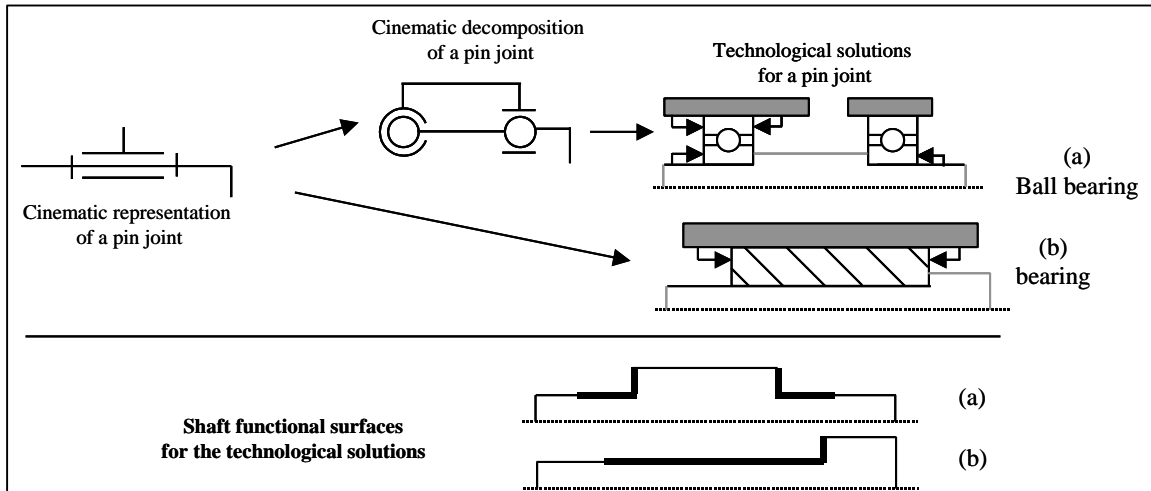 Cinematic decomposition
of a pin joint
Technological solutions
for a pin joint
Cinematic representation
of a pin joint
(a)
Ball bearing
(b)
bearing
Shaft functional surfaces
for the technological solutions
(a)
(b)